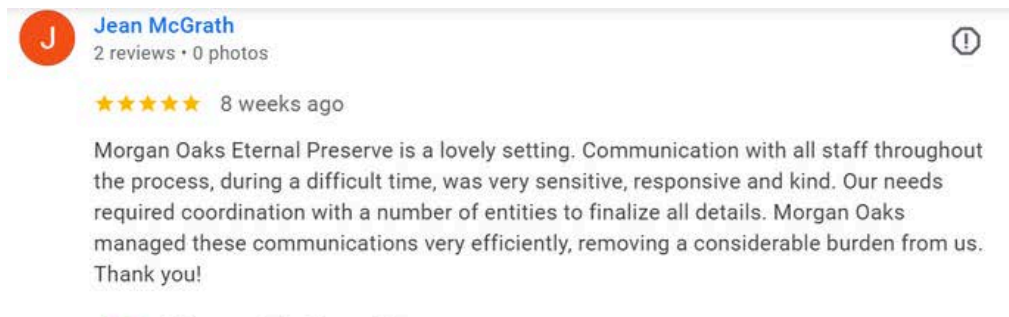 J
Jean McGrath
2 reviews • 0 photos
8 weeks ago
Morgan Oaks Eternal Preserve is a lovely setting. Communication with all staff throughout
the process, during a difficult time, was very sensitive, responsive and kind. Our needs
required coordination with a number of entities to finalize all details. Morgan Oaks
managed these communications very efficiently, removing a considerable burden from us.
Thank you!